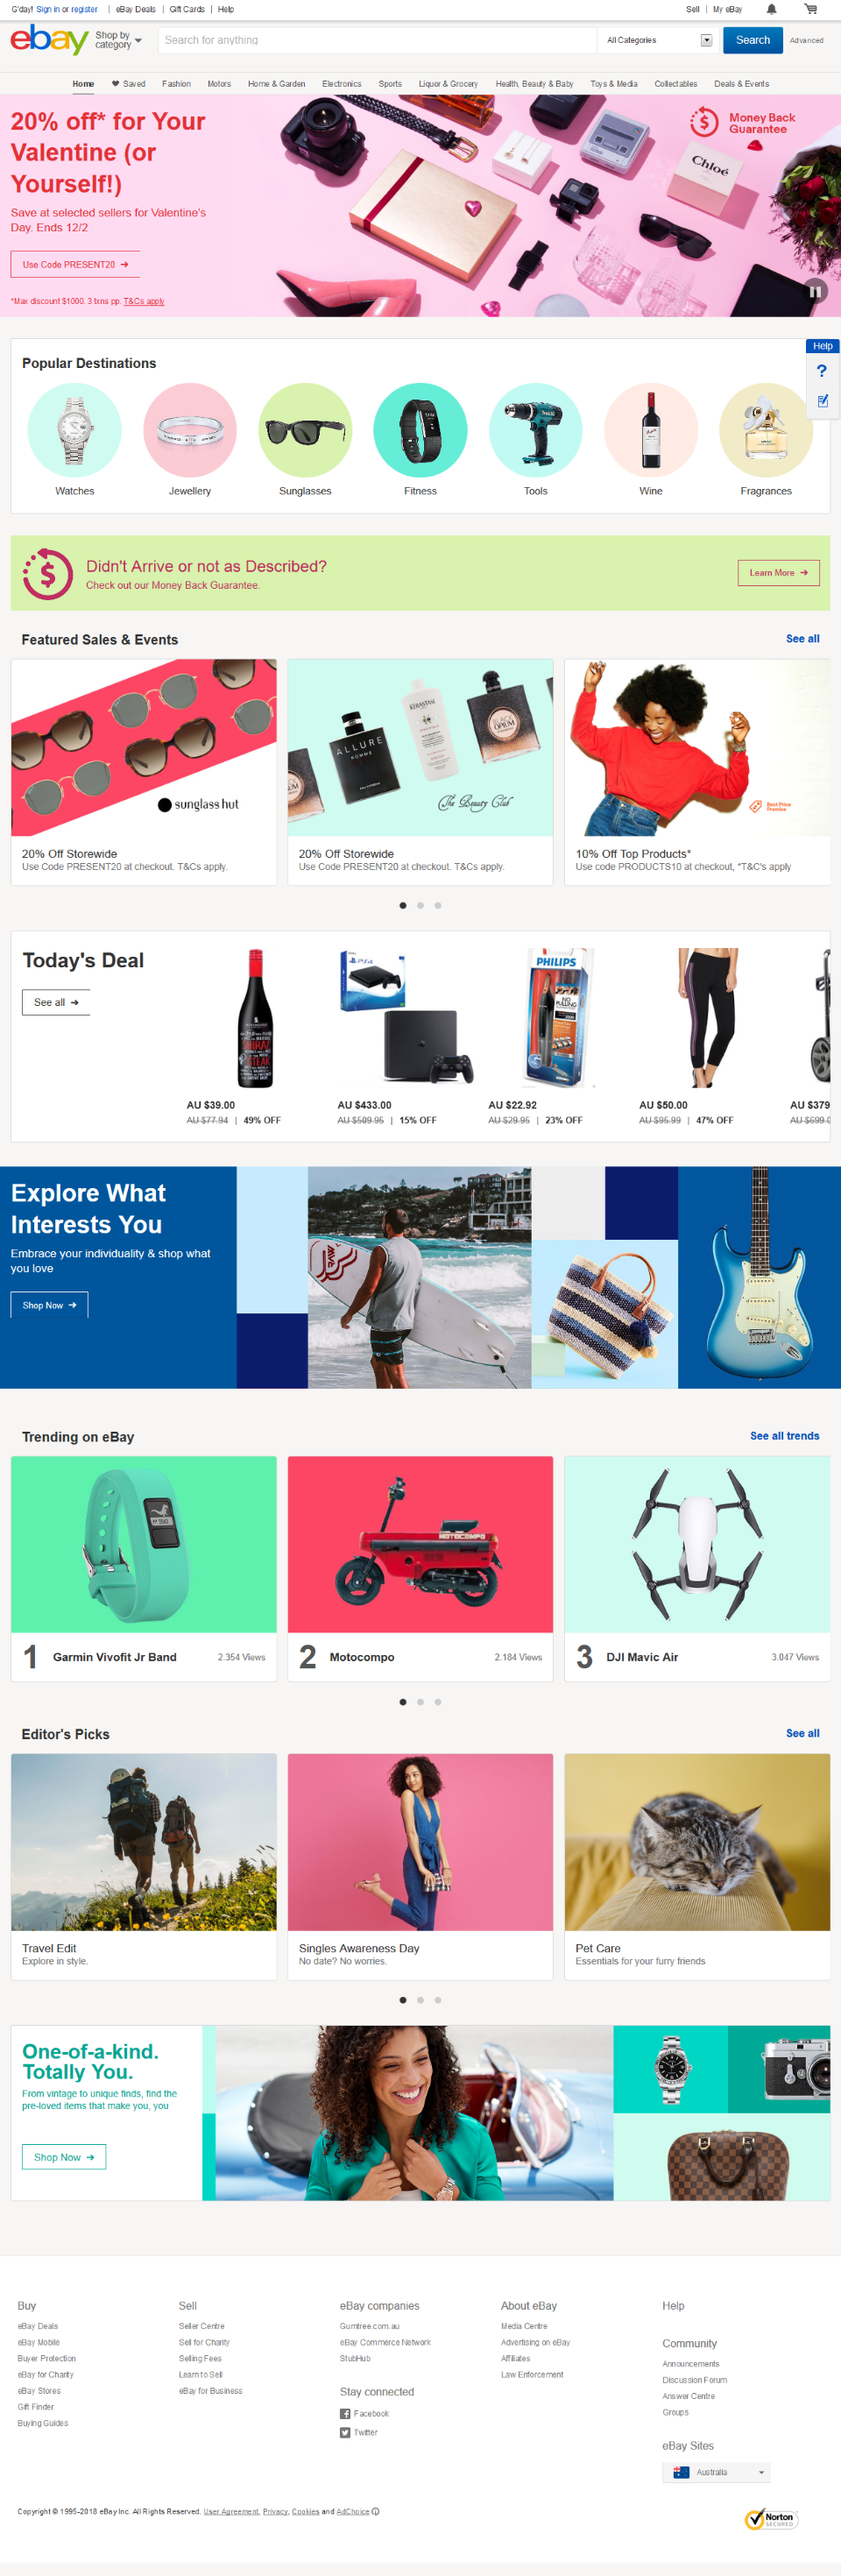 G'day! Sign in or register | eBay Deals | Gift Cards | Help
Sell | My eBay
ebay
Shop by category
Search for anything
All Categories
Search
Advanced
Home
Saved
Fashion
Motors
Home & Garden
Electronics
Sports
Liquor & Grocery
Health, Beauty & Baby
Toys & Media
Collectables
Deals & Events
20% off* for Your
Valentine (or
Yourself!)
Save at selected sellers for Valentine's
Day. Ends 12/2
Use Code PRESENT20 →
*Max discount $1000. 3 txns pp. T&Cs apply
Money Back
Guarantee
Chloé
Help
?
Popular Destinations
Watches
Jewellery
Sunglasses
Fitness
Tools
Wine
Fragrances
Didn't Arrive or not as Described?
Check out our Money Back Guarantee.
Learn More →
Featured Sales & Events
See all
sunglass hut
20% Off Storewide
Use Code PRESENT20 at checkout. T&Cs apply.
ALLURE
HOMME
KÉRASTASE
BLACK
OPIUM
The Beauty Club
20% Off Storewide
Use Code PRESENT20 at checkout. T&Cs apply.
Best Price
Promise
10% Off Top Products*
Use code PRODUCTS10 at checkout, *T&C's apply
Today's Deal
See all →
SHIRAZ
PS4
PHILIPS
AU $39.00
AU $77.94 | 49% OFF
AU $433.00
AU $509.95 | 15% OFF
AU $22.92
AU $29.95 | 23% OFF
AU $50.00
AU $95.99 | 47% OFF
AU $379
AU $599.0
Explore What
Interests You
Embrace your individuality & shop what
you love
Shop Now →
Trending on eBay
See all trends
1 Garmin Vivofit Jr Band 2.354 Views
MOTOCOMPO
2 Motocompo 2.184 Views
3 DJI Mavic Air 3.047 Views
Editor's Picks
See all
Travel Edit
Explore in style.
Singles Awareness Day
No date? No worries.
Pet Care
Essentials for your furry friends
One-of-a-kind.
Totally You.
From vintage to unique finds, find the
pre-loved items that make you, you
Shop Now →
Buy
eBay Deals
eBay Mobile
Buyer Protection
eBay for Charity
eBay Stores
Gift Finder
Buying Guides
Sell
Seller Centre
Sell for Charity
Selling Fees
Learn to Sell
eBay for Business
eBay companies
Gumtree.com.au
eBay Commerce Network
StubHub
Stay connected
Facebook
Twitter
About eBay
Media Centre
Advertising on eBay
Affiliates
Law Enforcement
Help
Community
Announcements
Discussion Forum
Answer Centre
Groups
eBay Sites
Australia
Copyright © 1995-2018 eBay Inc. All Rights Reserved. User Agreement, Privacy, Cookies and AdChoice
Norton
SECURED